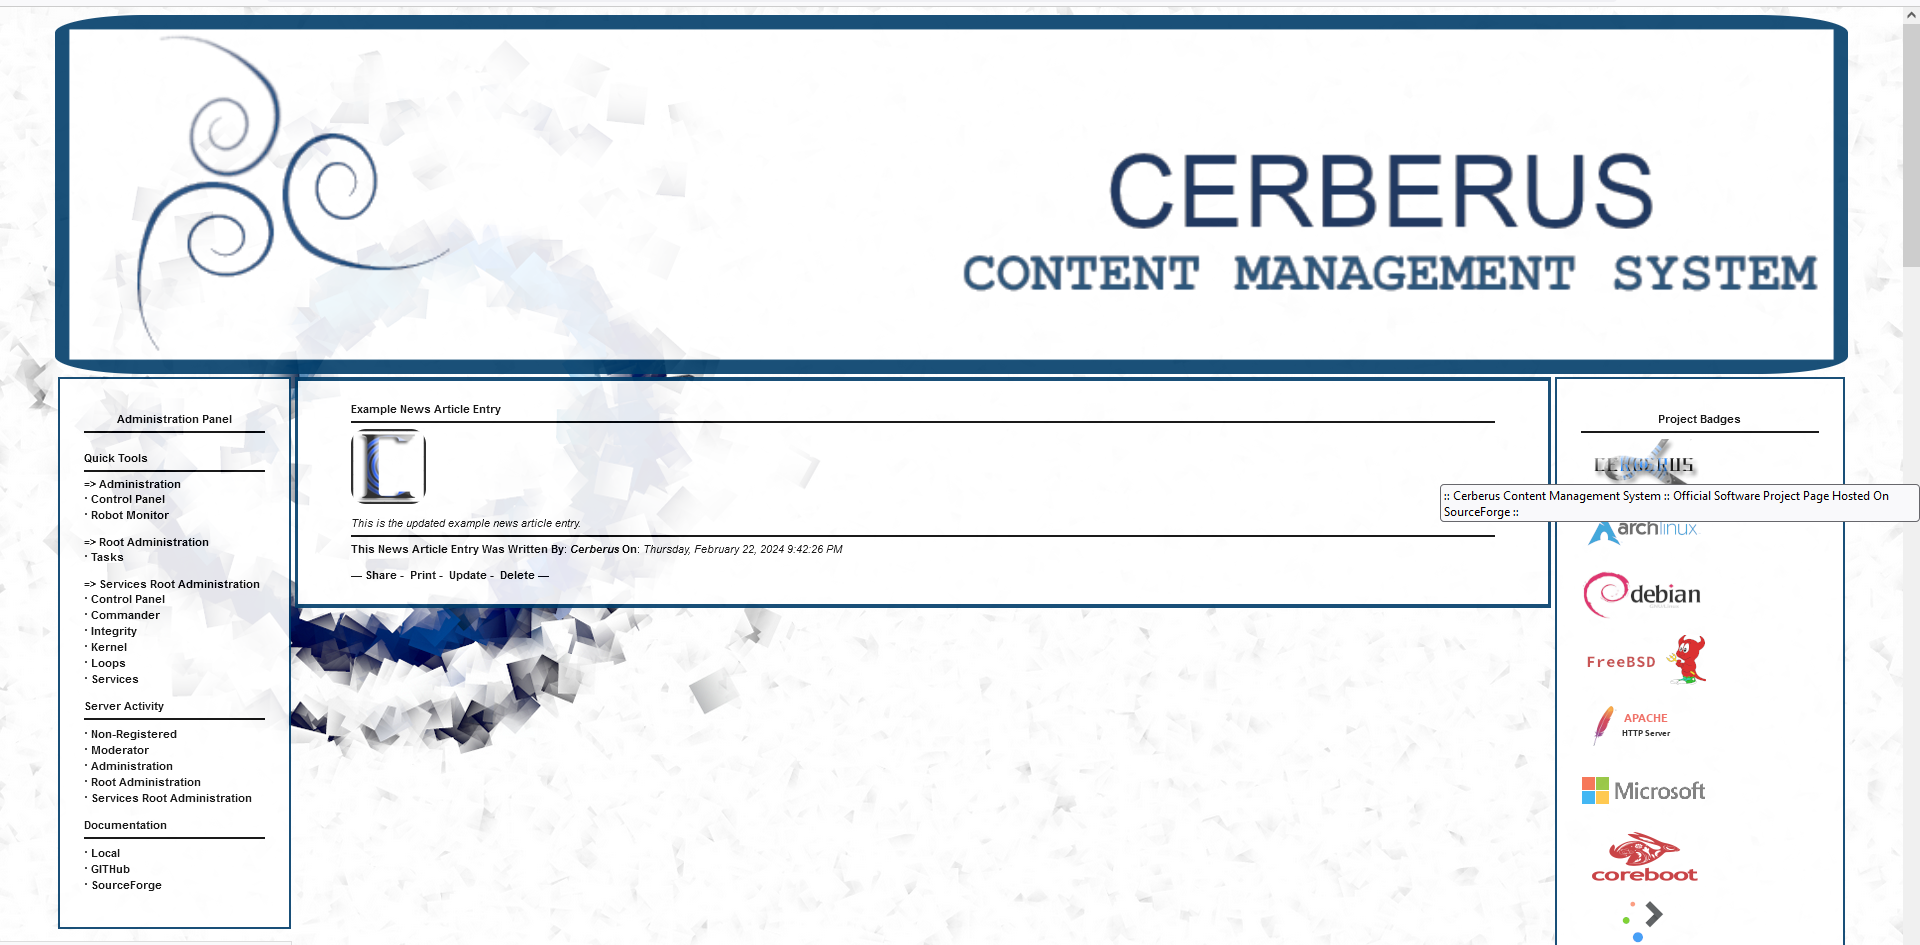 CERBERUS
CONTENT MANAGEMENT SYSTEM
Administration Panel
Quick Tools
=> Administration
· Control Panel
· Robot Monitor
=> Root Administration
· Tasks
=> Services Root Administration
· Control Panel
· Commander
· Integrity
· Kernel
· Loops
· Services
Server Activity
· Non-Registered
· Moderator
· Administration
· Root Administration
· Services Root Administration
Documentation
· Local
· GITHub
· SourceForge
Example News Article Entry
This is the updated example news article entry.
This News Article Entry Was Written By: Cerberus On: Thursday, February 22, 2024 9:42:26 PM
— Share - Print - Update - Delete —
Project Badges
CERBERUS
:: Cerberus Content Management System :: Official Software Project Page Hosted On
SourceForge ::
archlinux
debian
FreeBSD
APACHE
HTTP Server
Microsoft
coreboot